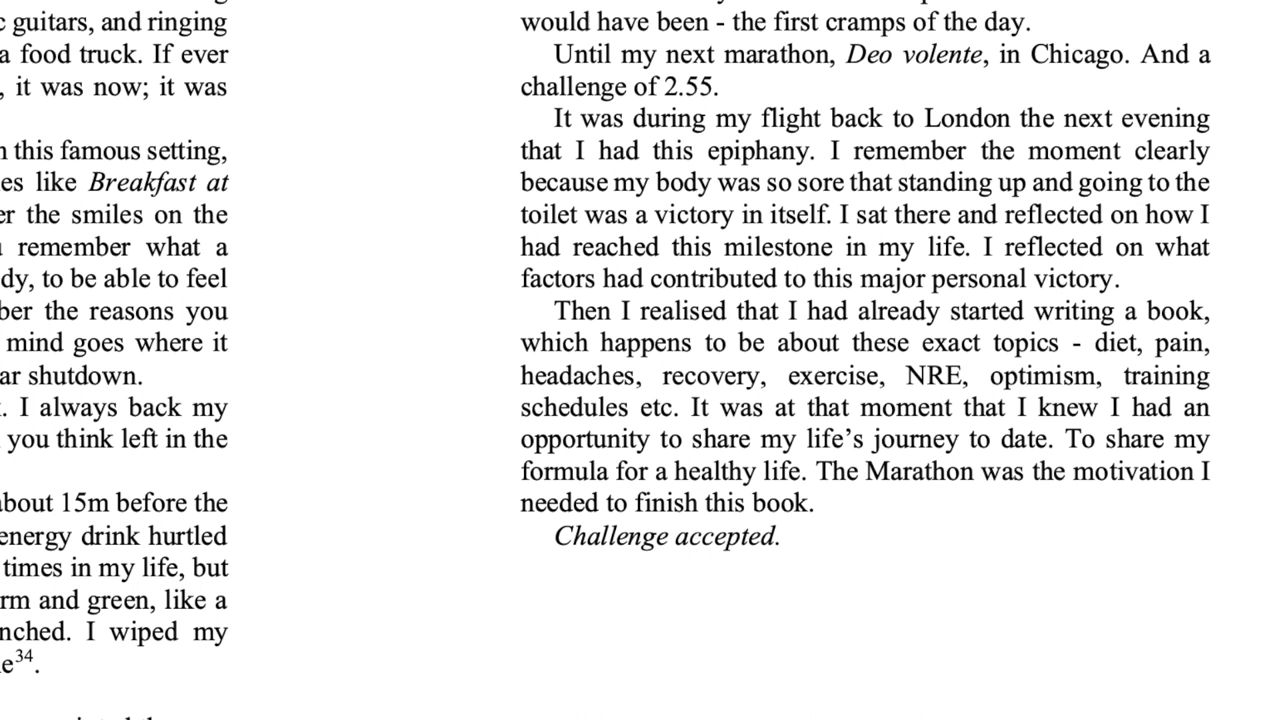 guitars, and ringing
a food truck. If ever
, it was now; it was
this famous setting,
es like Breakfast at
er the smiles on the
remember what a
dy, to be able to feel
ber the reasons you
mind goes where it
ar shutdown.
. I always back my
you think left in the
about 15m before the
energy drink hurtled
times in my life, but
rm and green, like a
nched. I wiped my
e34.
would have been - the first cramps of the day.
Until my next marathon, Deo volente, in Chicago. And a
challenge of 2.55.
It was during my flight back to London the next evening
that I had this epiphany. I remember the moment clearly
because my body was so sore that standing up and going to the
toilet was a victory in itself. I sat there and reflected on how I
had reached this milestone in my life. I reflected on what
factors had contributed to this major personal victory.
Then I realised that I had already started writing a book,
which happens to be about these exact topics - diet, pain,
headaches, recovery, exercise, NRE, optimism, training
schedules etc. It was at that moment that I knew I had an
opportunity to share my life’s journey to date. To share my
formula for a healthy life. The Marathon was the motivation I
needed to finish this book.
Challenge accepted.